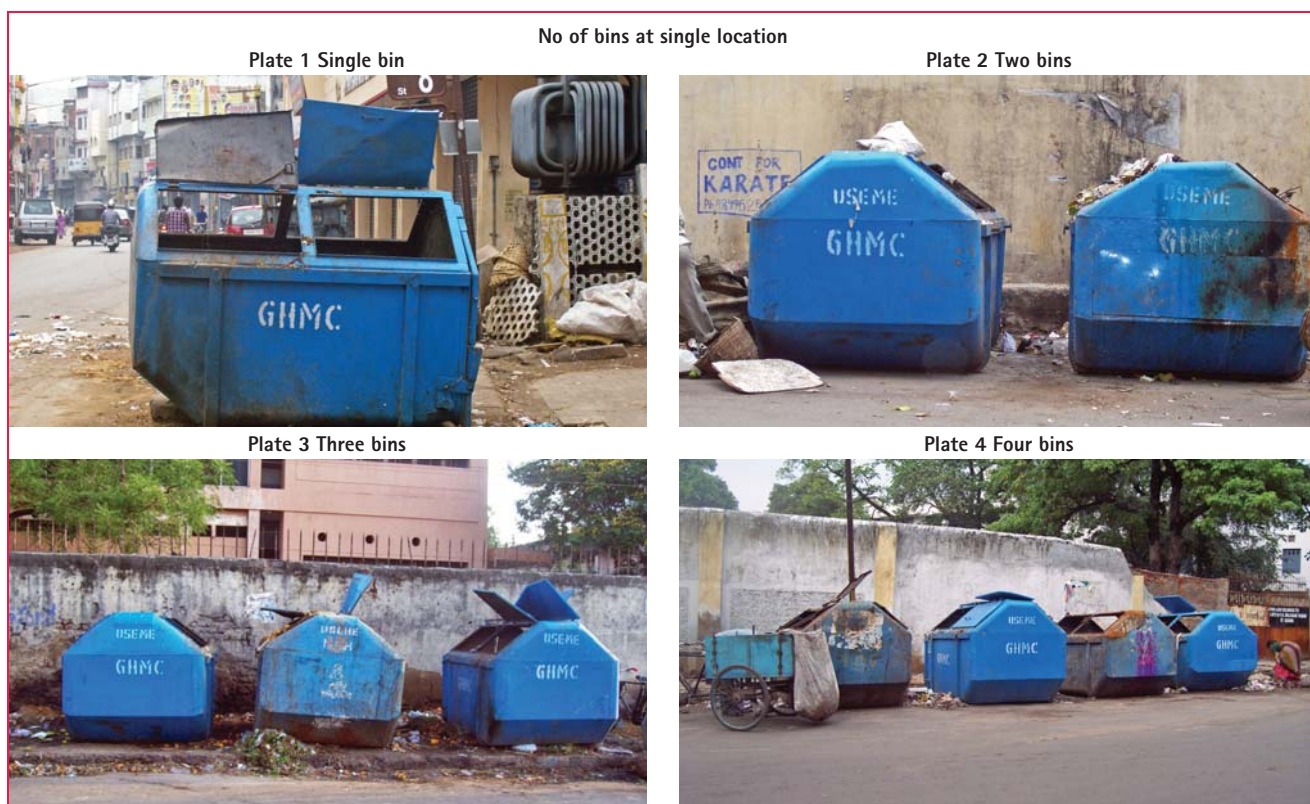 No of bins at single location
Plate 1 Single bin
Plate 2 Two bins
St 0
GHMC
CONT FOR
KARATE
USEME
GHMC
USEME
GHMC
Plate 3 Three bins
Plate 4 Four bins
USEME
GHMC
USEME
GHMC
USEME
GHMC
USEME
GHMC